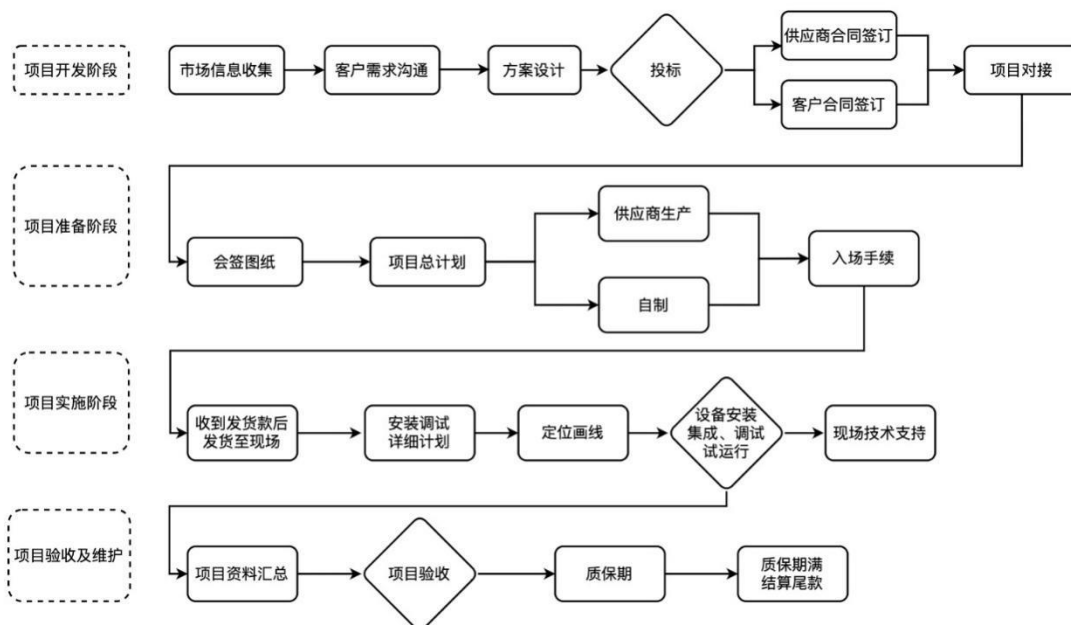 项目开发阶段
市场信息收集
客户需求沟通
方案设计
投标
供应商合同签订
客户合同签订
项目对接
项目准备阶段
会签图纸
项目总计划
供应商生产
自制
入场手续
项目实施阶段
收到发货款后
发货至现场
安装调试
详细计划
定位画线
设备安装
集成、调试
试运行
现场技术支持
项目验收及维护
项目资料汇总
项目验收
质保期
质保期满
结算尾款